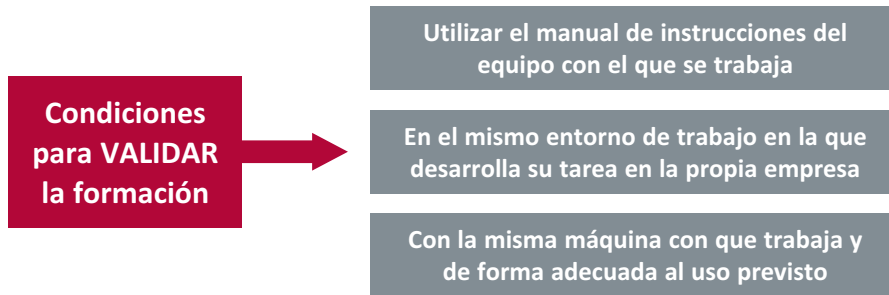 Condiciones
para VALIDAR
la formación
Utilizar el manual de instrucciones del
equipo con el que se trabaja
En el mismo entorno de trabajo en la que
desarrolla su tarea en la propia empresa
Con la misma máquina con que trabaja y
de forma adecuada al uso previsto